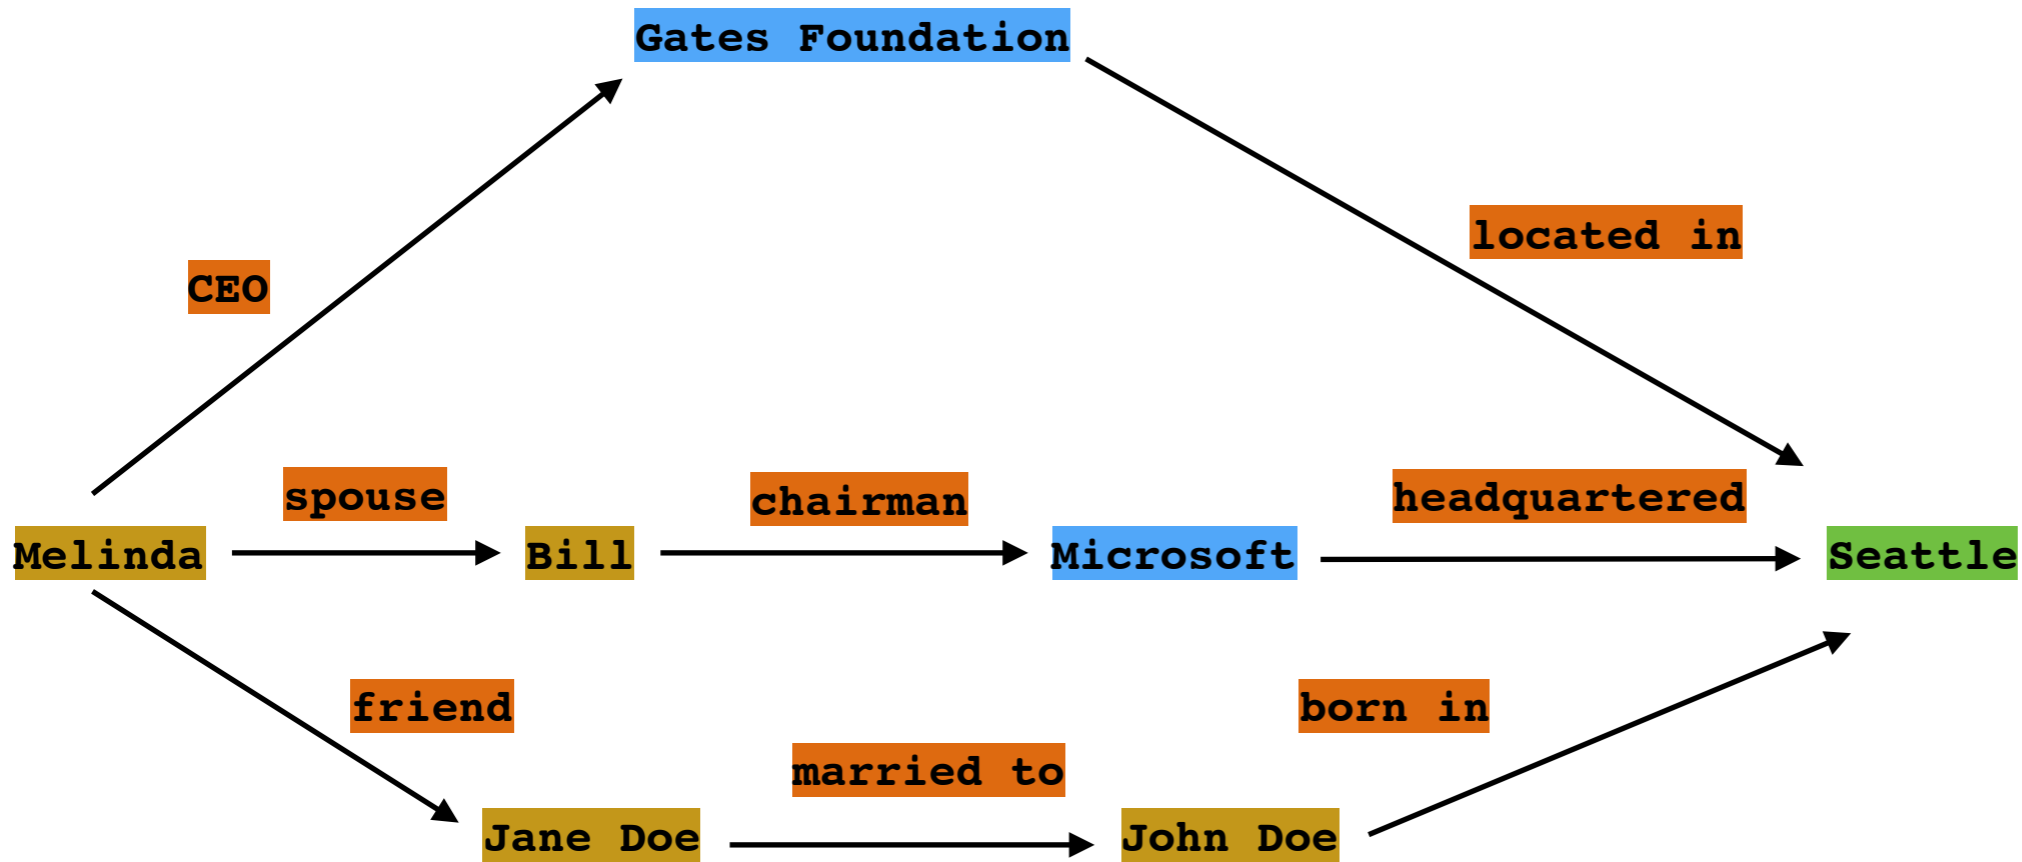 Gates Foundation
located in
CEO
spouse
chairman
headquartered
Melinda
Bill
Microsoft
Seattle
friend
born in
married to
Jane Doe
John Doe